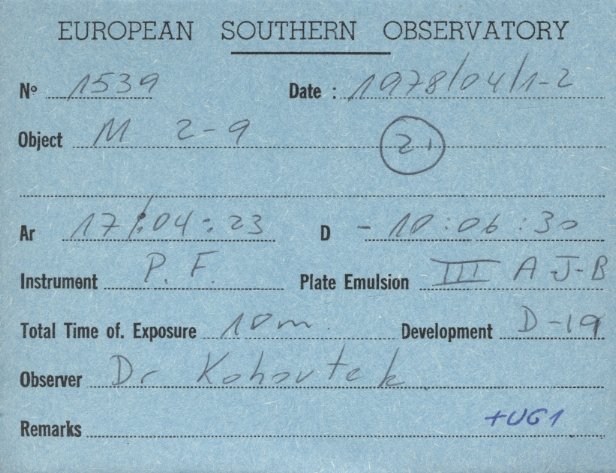 EUROPEAN SOUTHERN OBSERVATORY
Nº 1539 Date : 1978/04/1-2
Object M 2-9 21
Ar 17:04:23 D - 10:06:30
Instrument P. F. Plate Emulsion III A-J-B
Total Time of. Exposure 10m Development D-19
Observer Dr Kohoutek
Remarks +UG1